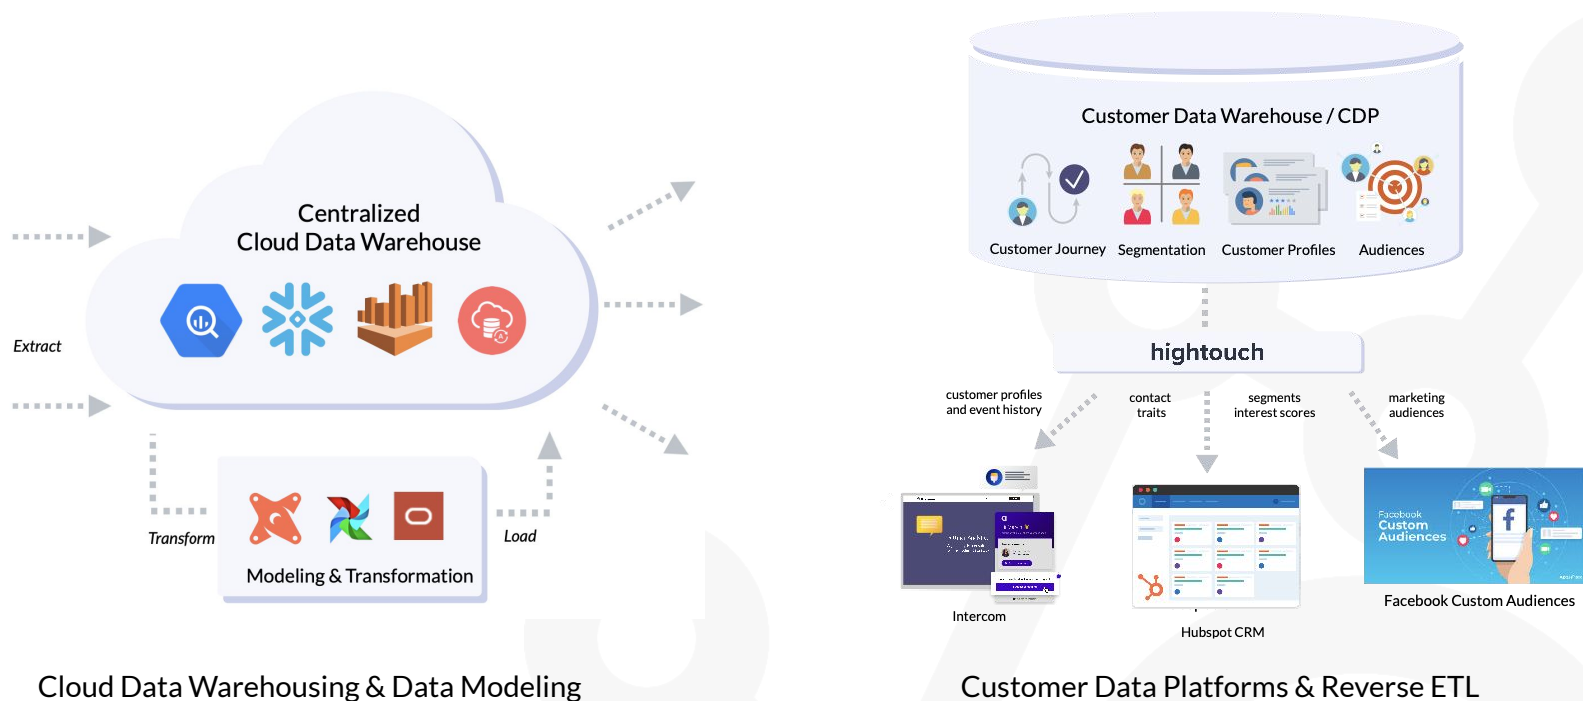 Centralized
Cloud Data Warehouse
Extract
Transform
Load
Modeling & Transformation
Cloud Data Warehousing & Data Modeling
Customer Data Warehouse / CDP
Customer Journey
Segmentation
Customer Profiles
Audiences
hightouch
customer profiles
and event history
contact
traits
segments
interest scores
marketing
audiences
Facebook
Custom
Audiences
Intercom
Hubspot CRM
Facebook Custom Audiences
Customer Data Platforms & Reverse ETL